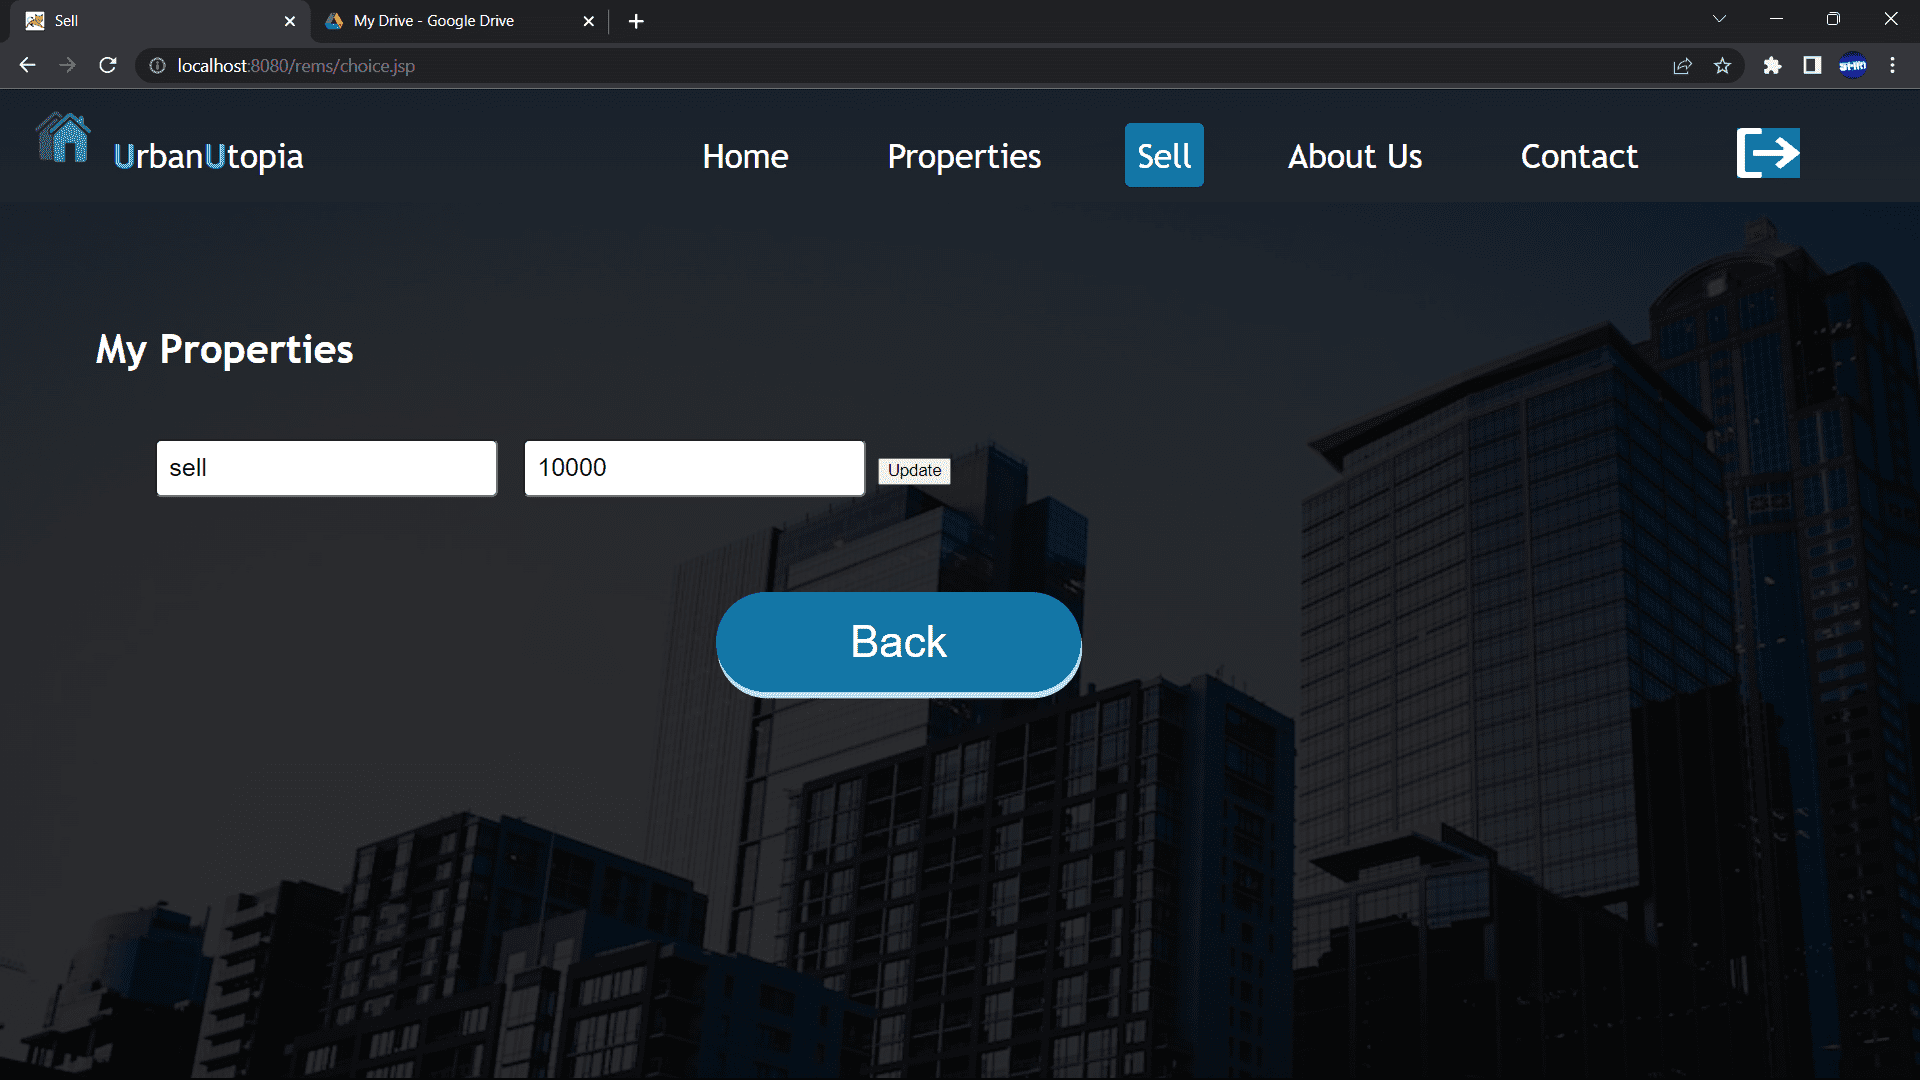 Sell
My Drive - Google Drive
localhost:8080/rems/choice.jsp
SHRI
UrbanUtopia
Home
Properties
Sell
About Us
Contact
My Properties
sell
10000
Update
Back